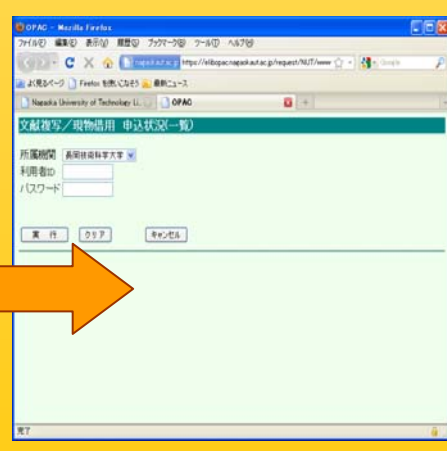 OPAC - Mozilla Firefox
ファイル(F) 編集(E) 表示(V) 履歴(S) ブックマーク(B) ツール(T) ヘルプ(H)
よく見るページ Firefox を使いこなそう 最新ニュース
Nagaoka University of Technology Li... OPAC
文献複写/現物借用 申込状況(一覧)
所属機関 長岡技術科学大学
利用者ID
パスワード
実 行 クリア キャンセル
完了